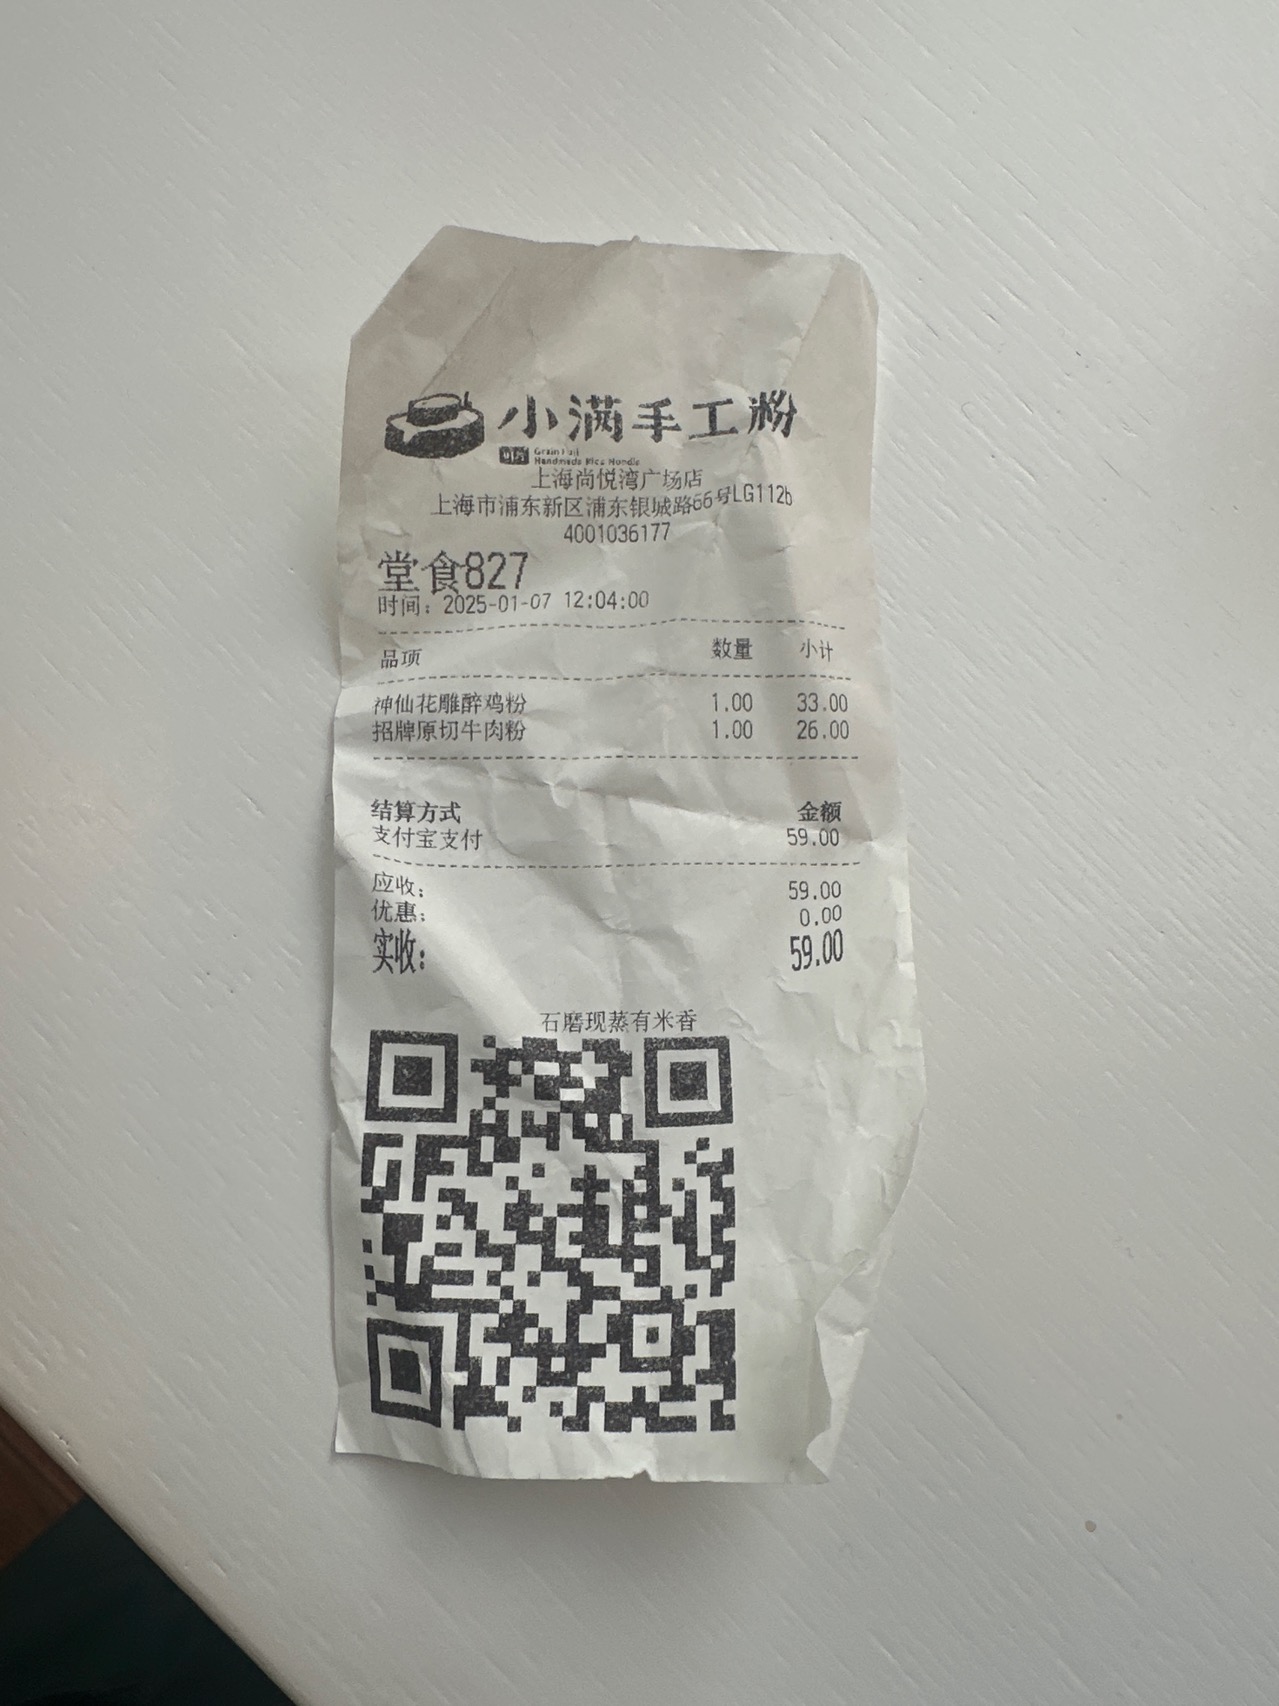 小满手工粉
Grain Full
Handmade Rice Noodle
上海尚悦湾广场店
上海市浦东新区浦东银城路66号LG112b
4001036177
堂食827
时间：2025-01-07 12:04:00
品项 数量 小计
神仙花雕醉鸡粉 1.00 33.00
招牌原切牛肉粉 1.00 26.00
结算方式 金额
支付宝支付 59.00
应收： 59.00
优惠： 0.00
实收： 59.00
石磨现蒸有米香